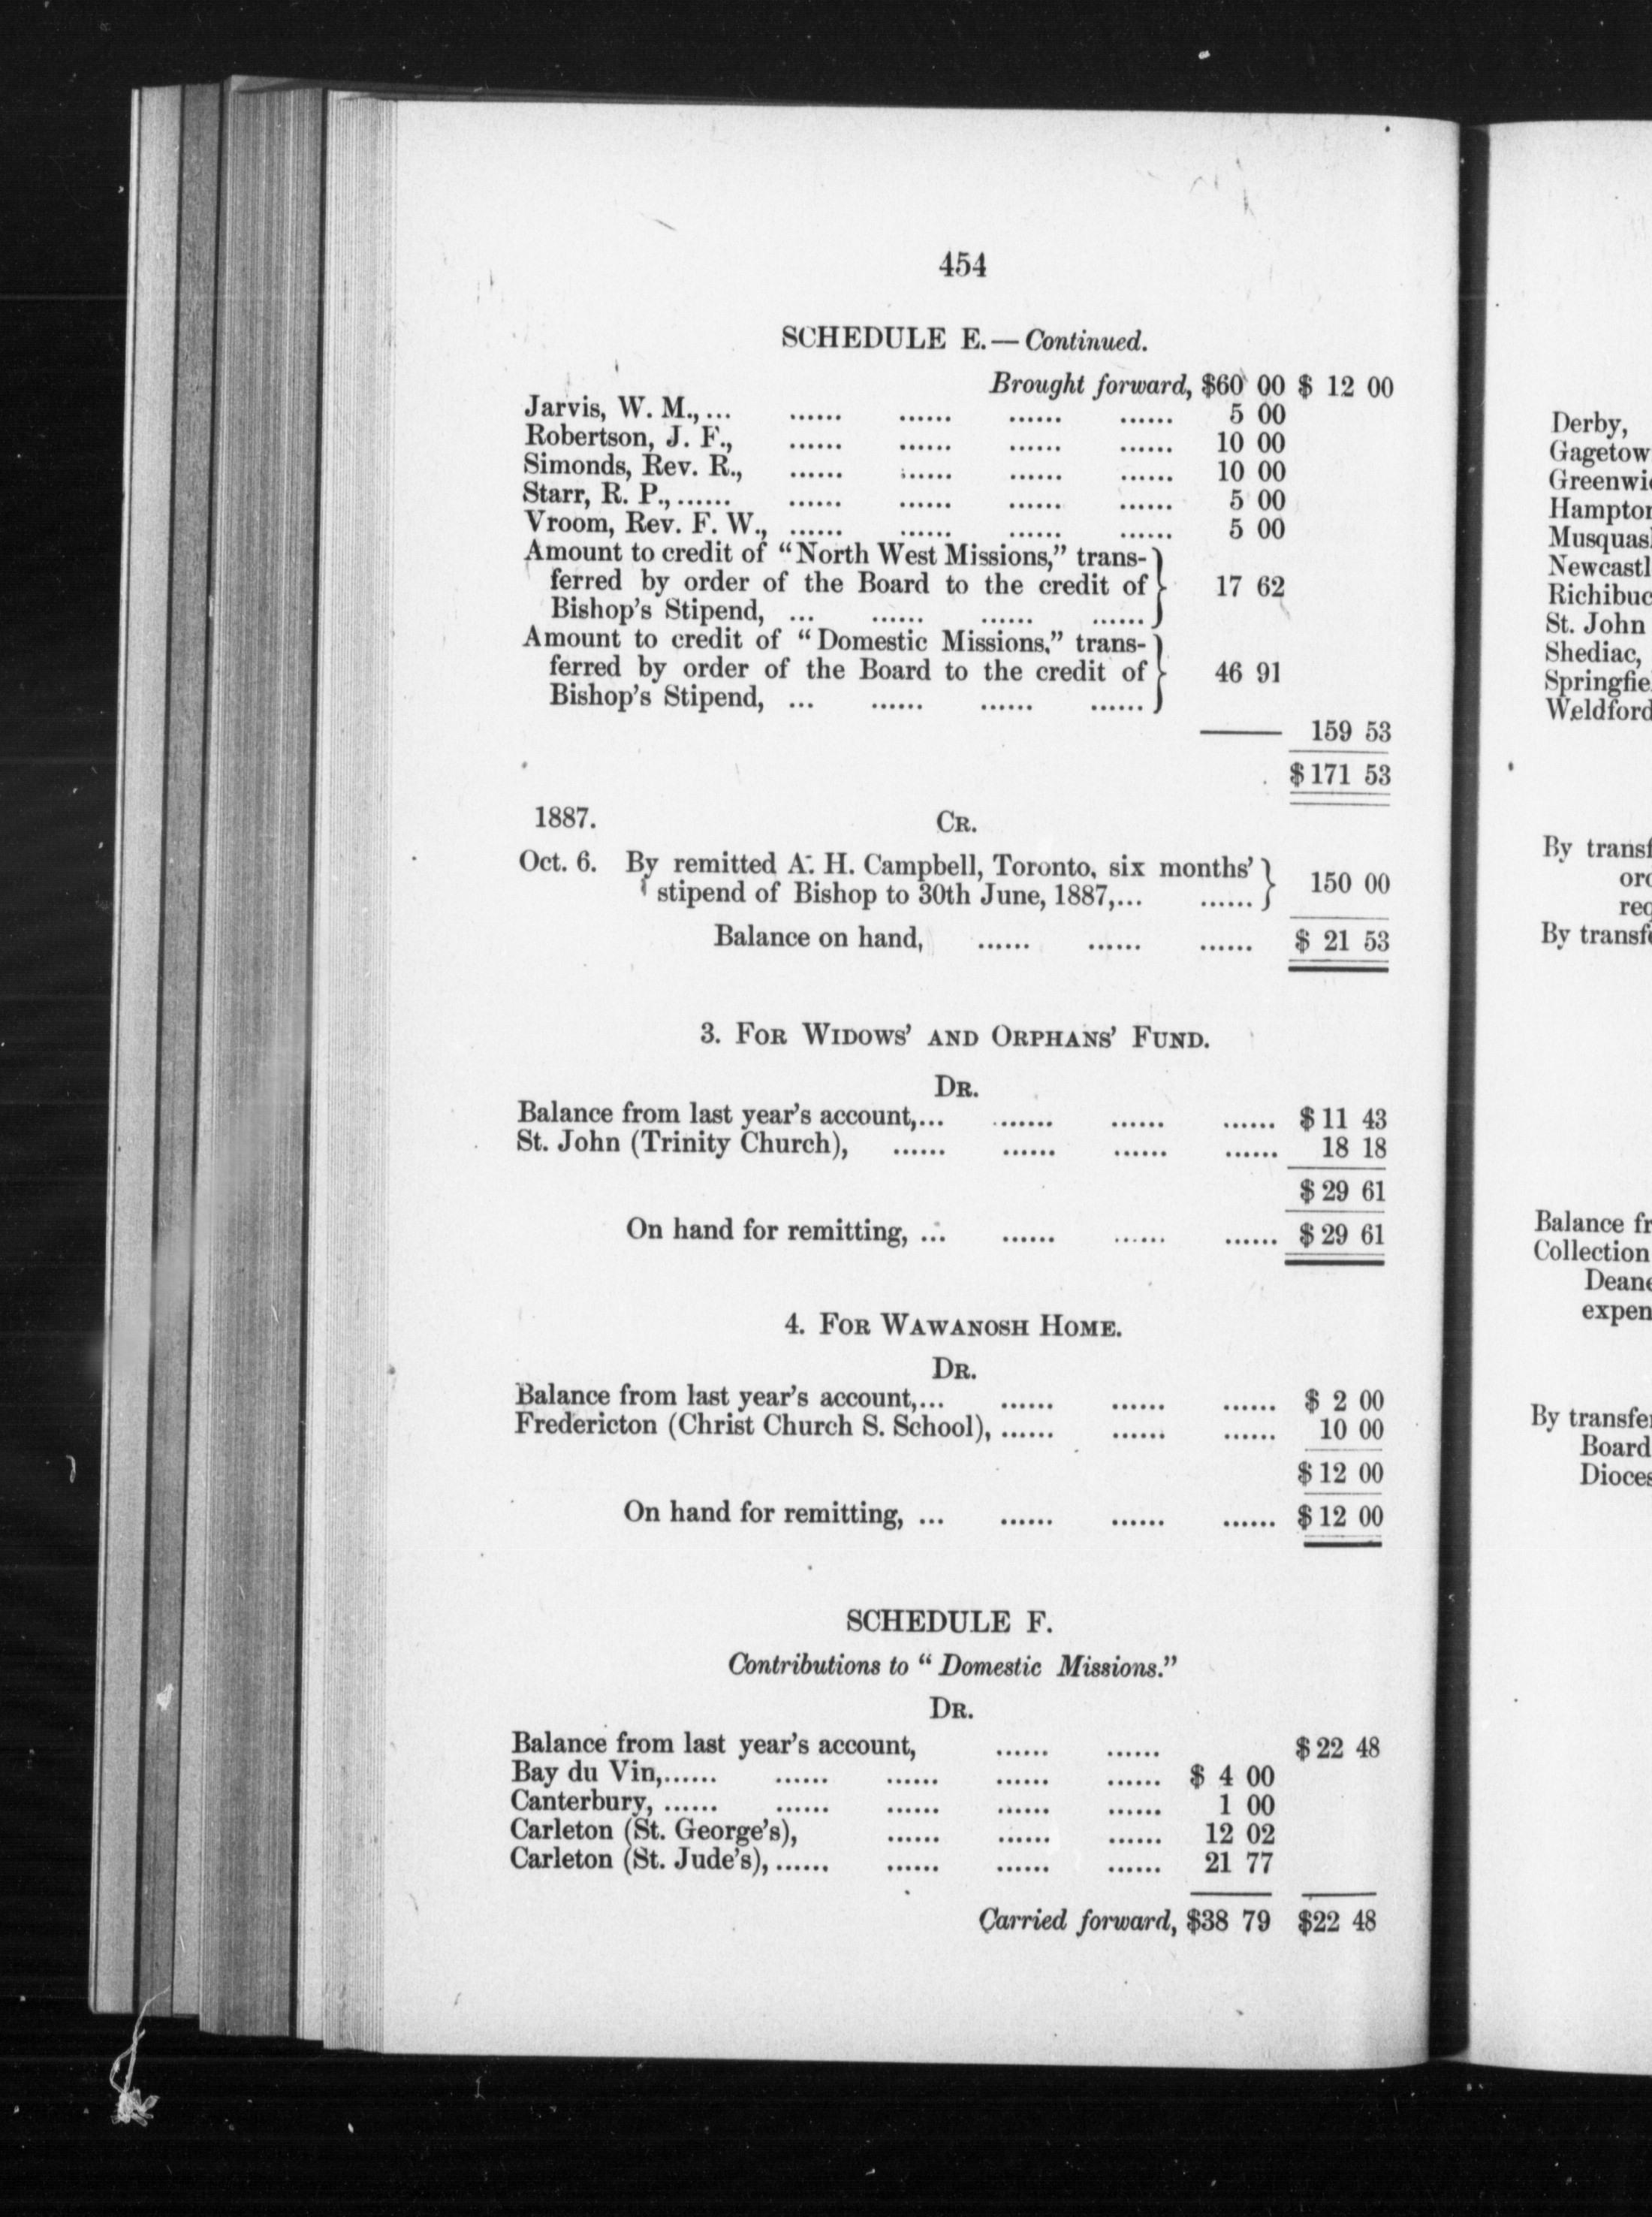 454
SCHEDULE E.—Continued.
Brought forward, $60 00 $ 12 00
Jarvis, W. M.,... ...... ...... ...... ...... 5 00
Robertson, J. F., ...... ...... ...... ...... 10 00
Simonds, Rev. R., ...... ...... ...... ...... 10 00
Starr, R. P.,...... ...... ...... ...... ...... 5 00
Vroom, Rev. F. W., ...... ...... ...... ...... 5 00
Amount to credit of “North West Missions,” trans-
ferred by order of the Board to the credit of 17 62
Bishop's Stipend, ... ...... ...... ......
Amount to credit of “Domestic Missions,” trans-
ferred by order of the Board to the credit of 46 91
Bishop's Stipend, ... ...... ...... ......
159 53
$171 53
1887. CR.
Oct. 6. By remitted A. H. Campbell, Toronto, six months'
stipend of Bishop to 30th June, 1887,... ...... 150 00
Balance on hand, ...... ...... ...... $ 21 53
3. FOR WIDOWS' AND ORPHANS' FUND.
DR.
Balance from last year's account,... ...... ...... ...... $11 43
St. John (Trinity Church), ...... ...... ...... ...... 18 18
$29 61
On hand for remitting, ... ...... ...... ...... $29 61
4. FOR WAWANOSH HOME.
DR.
Balance from last year's account,... ...... ...... ...... $ 2 00
Fredericton (Christ Church S. School), ...... ...... ...... 10 00
$12 00
On hand for remitting, ... ...... ...... ...... $12 00
SCHEDULE F.
Contributions to “Domestic Missions.”
DR.
Balance from last year's account, ...... ...... $22 48
Bay du Vin,...... ...... ...... ...... ...... $ 4 00
Canterbury, ...... ...... ...... ...... ...... 1 00
Carleton (St. George's), ...... ...... ...... 12 02
Carleton (St. Jude's),...... ...... ...... ...... 21 77
Carried forward, $38 79 $22 48
Derby,
Gagetow
Greenwi
Hampton
Musquas
Newcastl
Richibuc
St. John
Shediac,
Springfie
Weldford
By transf
ord
req
By transf
Balance fr
Collection
Deane
expen
By transfe
Board
Dioces